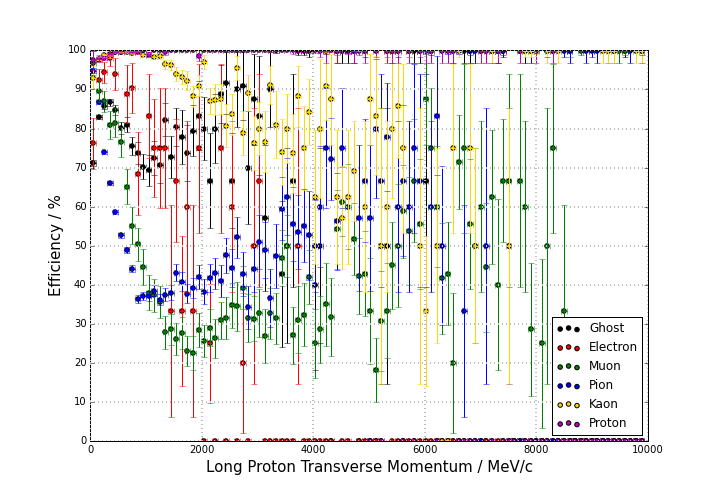 100
90
80
70
60
50
40
30
20
10
0
Efficiency / %
Ghost
Electron
Muon
Pion
Kaon
Proton
0 2000 4000 6000 8000 10000
Long Proton Transverse Momentum / MeV/c